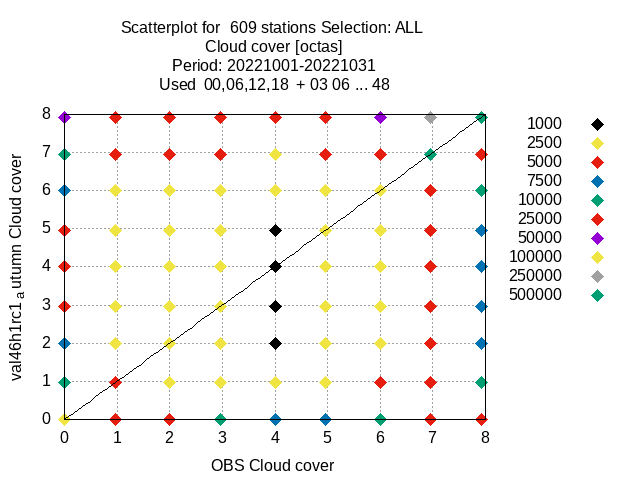 Scatterplot for  609 stations Selection: ALL
Cloud cover [octas]
Period: 20221001-20221031
Used  00,06,12,18  + 03 06 ... 48
8
7
6
5
4
3
2
1
0
val46h1rc1 a utumn Cloud cover
0 1 2 3 4 5 6 7 8
OBS Cloud cover
1000
2500
5000
7500
10000
25000
50000
100000
250000
500000